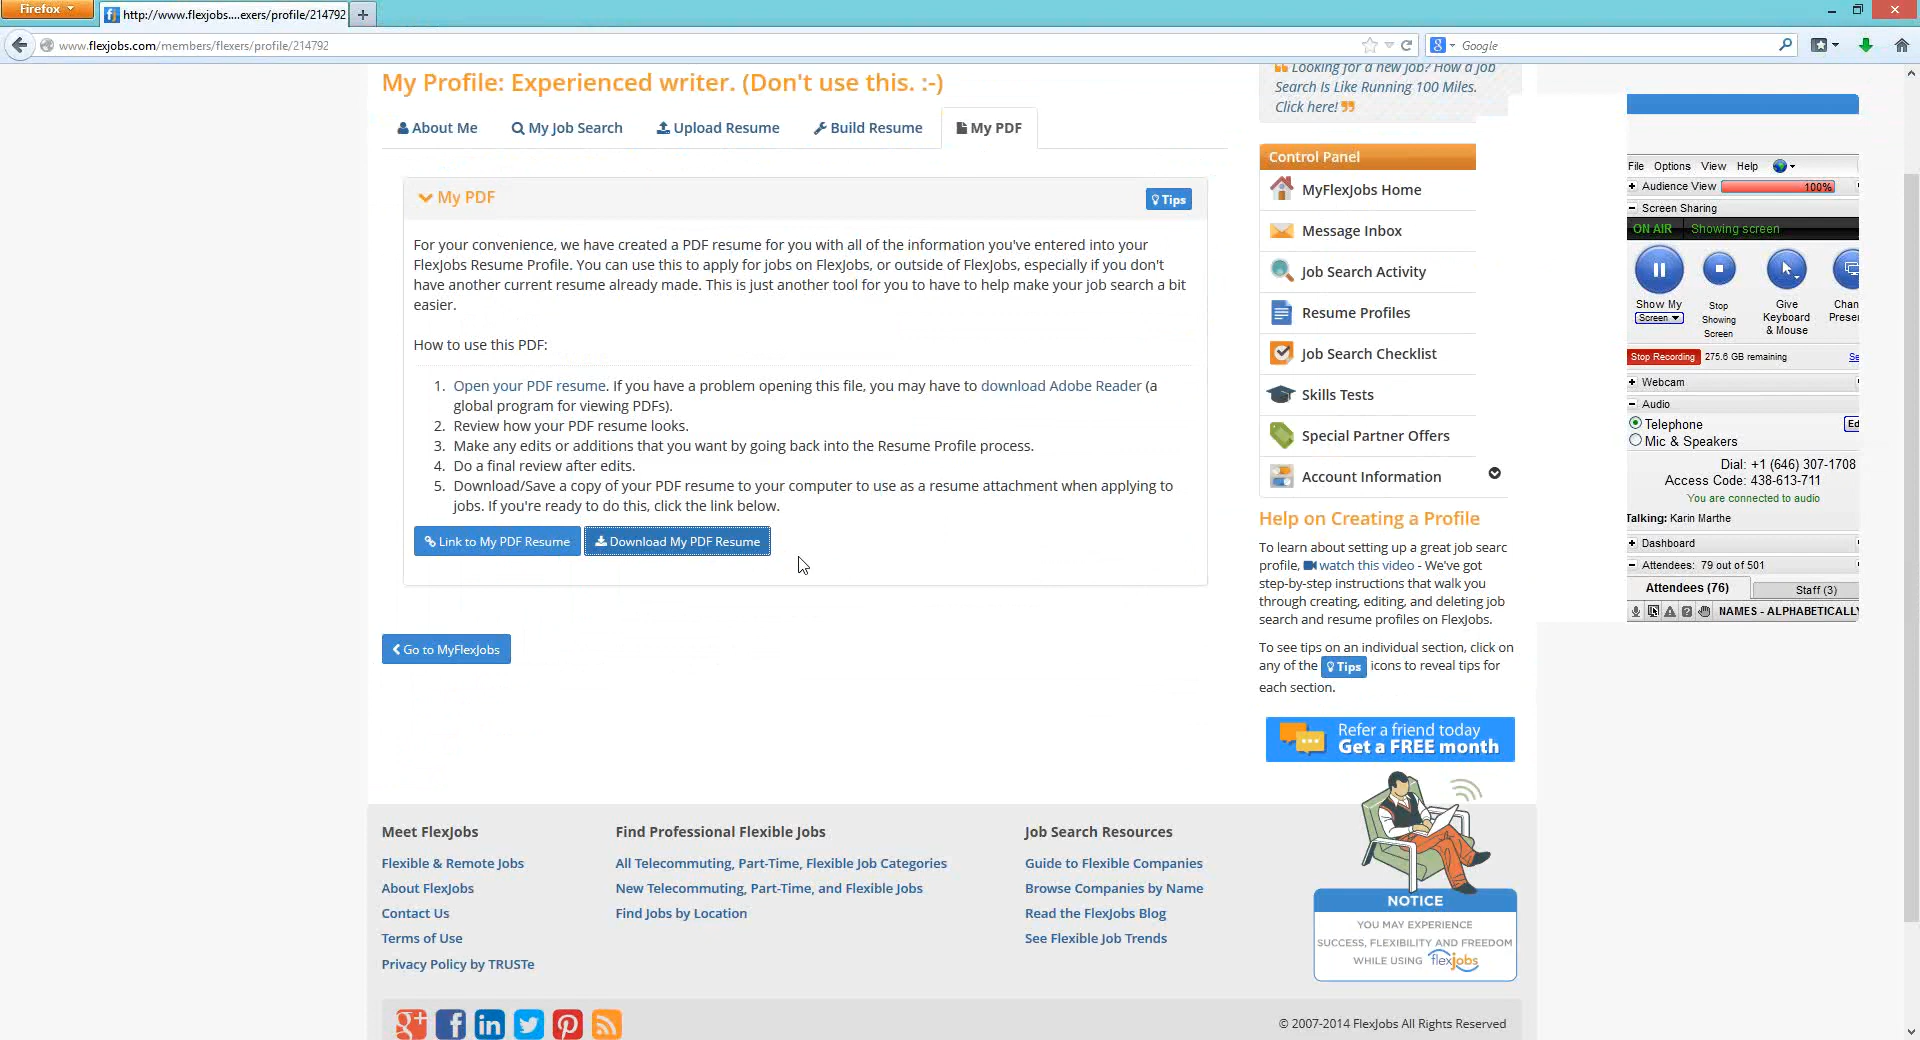 Firefox
http://www.flexjobs....exers/profile/214792
www.flexjobs.com/members/flexers/profile/214792
Google
My Profile: Experienced writer. (Don't use this. :-)
About Me
My Job Search
Upload Resume
Build Resume
My PDF
My PDF
Tips
For your convenience, we have created a PDF resume for you with all of the information you've entered into your
FlexJobs Resume Profile. You can use this to apply for jobs on FlexJobs, or outside of FlexJobs, especially if you don't
have another current resume already made. This is just another tool for you to have to help make your job search a bit
easier.
How to use this PDF:
1. Open your PDF resume. If you have a problem opening this file, you may have to download Adobe Reader (a
global program for viewing PDFs).
2. Review how your PDF resume looks.
3. Make any edits or additions that you want by going back into the Resume Profile process.
4. Do a final review after edits.
5. Download/Save a copy of your PDF resume to your computer to use as a resume attachment when applying to
jobs. If you're ready to do this, click the link below.
Link to My PDF Resume
Download My PDF Resume
Go to MyFlexJobs
Looking for a new job? How a Job
Search Is Like Running 100 Miles.
Click here!
Control Panel
MyFlexJobs Home
Message Inbox
Job Search Activity
Resume Profiles
Job Search Checklist
Skills Tests
Special Partner Offers
Account Information
Help on Creating a Profile
To learn about setting up a great job searc
profile, watch this video - We've got
step-by-step instructions that walk you
through creating, editing, and deleting job
search and resume profiles on FlexJobs.
To see tips on an individual section, click on
any of the Tips icons to reveal tips for
each section.
Refer a friend today
Get a FREE month
NOTICE
YOU MAY EXPERIENCE
SUCCESS, FLEXIBILITY AND FREEDOM
WHILE USING flexjobs
File Options View Help
Audience View 100%
Screen Sharing
ON AIR Showing screen
Show My
Screen
Stop
Showing
Screen
Give
Keyboard
& Mouse
Chan
Prese
Stop Recording 275.6 GB remaining Se
Webcam
Audio
Telephone Ed
Mic & Speakers
Dial: +1 (646) 307-1708
Access Code: 438-613-711
You are connected to audio
Talking: Karin Marthe
Dashboard
Attendees: 79 out of 501
Attendees (76) Staff (3)
NAMES - ALPHABETICALLY
Meet FlexJobs
Flexible & Remote Jobs
About FlexJobs
Contact Us
Terms of Use
Privacy Policy by TRUSTe
Find Professional Flexible Jobs
All Telecommuting, Part-Time, Flexible Job Categories
New Telecommuting, Part-Time, and Flexible Jobs
Find Jobs by Location
Job Search Resources
Guide to Flexible Companies
Browse Companies by Name
Read the FlexJobs Blog
See Flexible Job Trends
© 2007-2014 FlexJobs All Rights Reserved